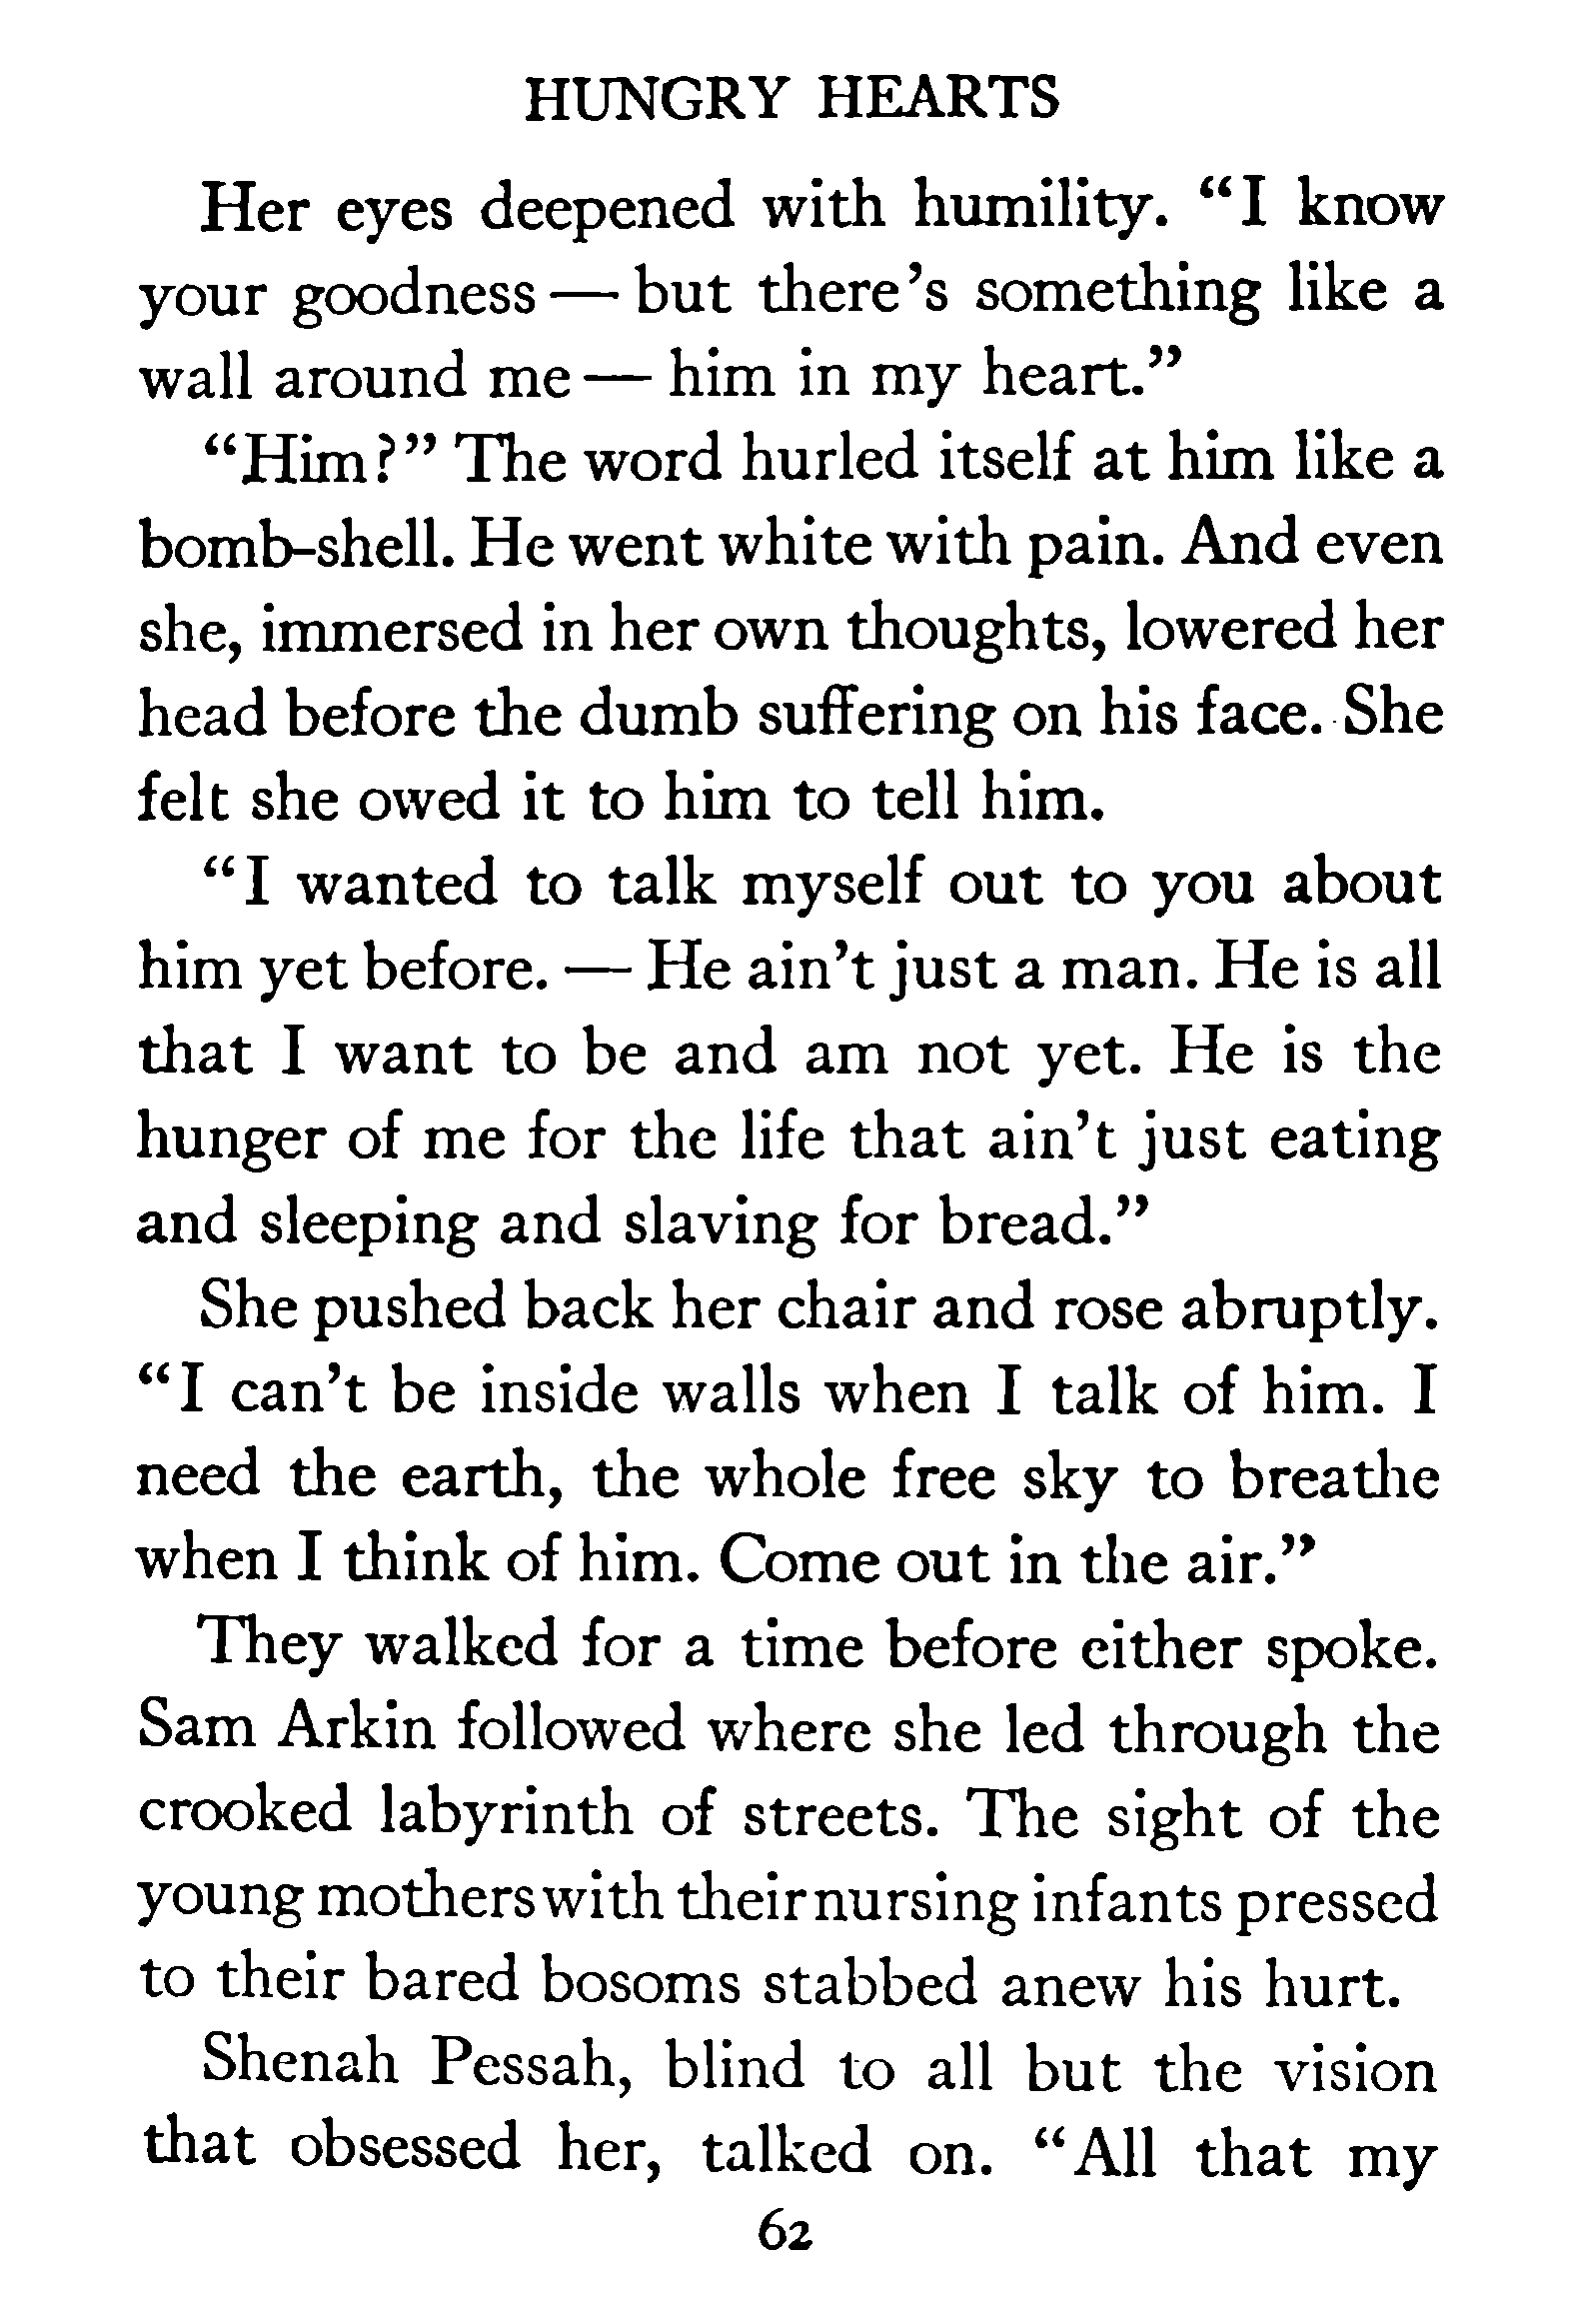 HUNGRY HEARTS
Her eyes deepened with humility. “I know
your goodness — but there’s something like a
wall around me — him in my heart.”
“Him?” The word hurled itself at him like a
bomb-shell. He went white with pain. And even
she, immersed in her own thoughts, lowered her
head before the dumb suffering on his face. She
felt she owed it to him to tell him.
“I wanted to talk myself out to you about
him yet before. — He ain’t just a man. He is all
that I want to be and am not yet. He is the
hunger of me for the life that ain’t just eating
and sleeping and slaving for bread.”
She pushed back her chair and rose abruptly.
“I can’t be inside walls when I talk of him. I
need the earth, the whole free sky to breathe
when I think of him. Come out in the air.”
They walked for a time before either spoke.
Sam Arkin followed where she led through the
crooked labyrinth of streets. The sight of the
young mothers with their nursing infants pressed
to their bared bosoms stabbed anew his hurt.
Shenah Pessah, blind to all but the vision
that obsessed her, talked on. “All that my
62